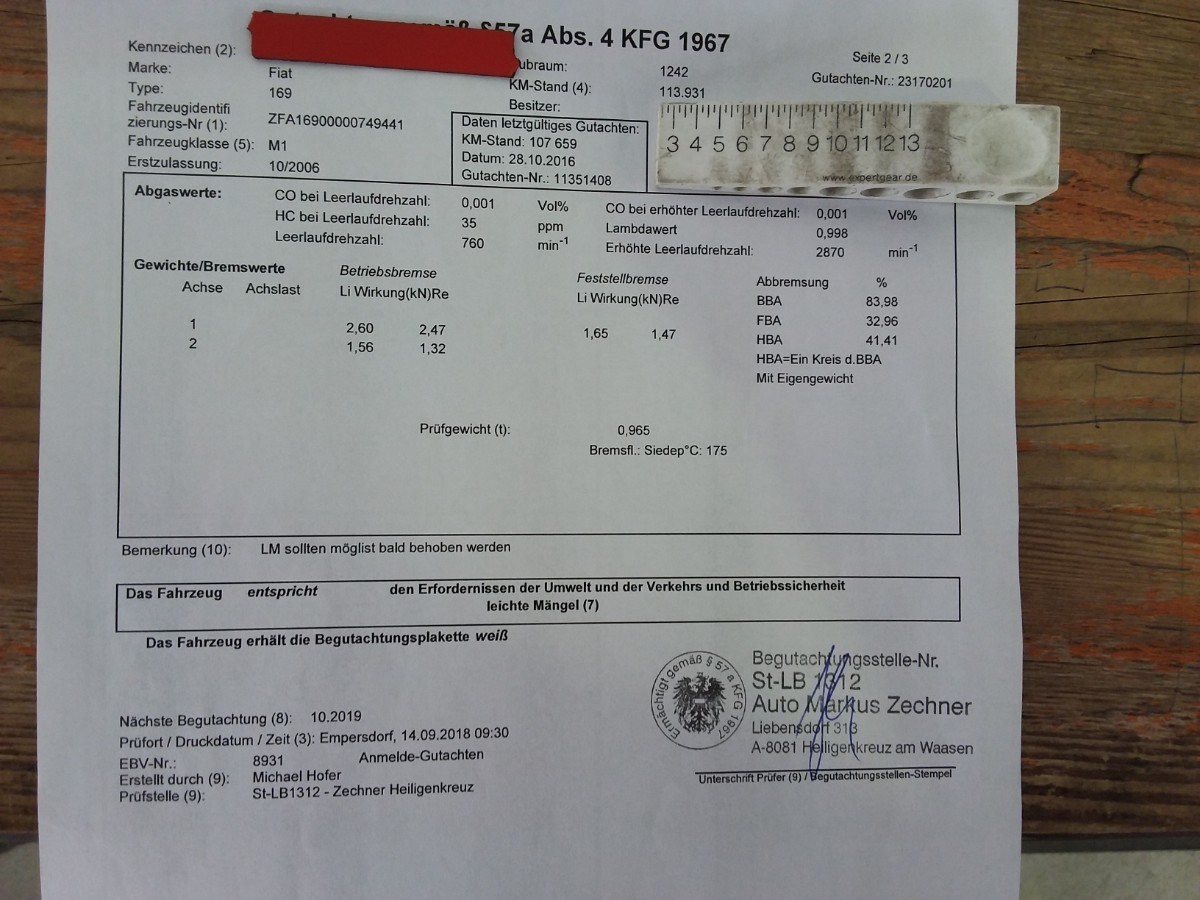 §57a Abs. 4 KFG 1967
Kennzeichen (2):
Seite 2 / 3
Marke: Fiat
ubraum: 1242
Gutachten-Nr.: 23170201
Type: 169
KM-Stand (4): 113.931
Fahrzeugidentifi
zierungs-Nr (1): ZFA16900000749441
Besitzer:
Fahrzeugklasse (5): M1
Erstzulassung: 10/2006
Daten letztgültiges Gutachten:
KM-Stand: 107 659
Datum: 28.10.2016
Gutachten-Nr.: 11351408
3 4 5 6 7 8 9 10 11 12 13
www.expertgear.de
Abgaswerte: CO bei Leerlaufdrehzahl: 0,001 Vol% CO bei erhöhter Leerlaufdrehzahl: 0,001 Vol%
HC bei Leerlaufdrehzahl: 35 ppm Lambdawert 0,998
Leerlaufdrehzahl: 760 min-1 Erhöhte Leerlaufdrehzahl: 2870 min-1
Gewichte/Bremswerte Betriebsbremse Feststellbremse Abbremsung %
Achse Achslast Li Wirkung(kN)Re Li Wirkung(kN)Re BBA 83,98
1 2,60 2,47 1,65 1,47 FBA 32,96
2 1,56 1,32 HBA 41,41
HBA=Ein Kreis d.BBA
Mit Eigengewicht
Prüfgewicht (t): 0,965
Bremsfl.: Siedep°C: 175
Bemerkung (10): LM sollten möglist bald behoben werden
Das Fahrzeug entspricht den Erfordernissen der Umwelt und der Verkehrs und Betriebssicherheit
leichte Mängel (7)
Das Fahrzeug erhält die Begutachtungsplakette weiß
Nächste Begutachtung (8): 10.2019
Prüfort / Druckdatum / Zeit (3): Empersdorf, 14.09.2018 09:30
EBV-Nr.: 8931 Anmelde-Gutachten
Erstellt durch (9): Michael Hofer
Prüfstelle (9): St-LB1312 - Zechner Heiligenkreuz
Ermächtigt gemäß § 57a KFG 1967
Begutachtungsstelle-Nr.
St-LB 1312
Auto Markus Zechner
Liebensdorf 313
A-8081 Heiligenkreuz am Waasen
Unterschrift Prüfer (9) / Begutachtungsstellen-Stempel